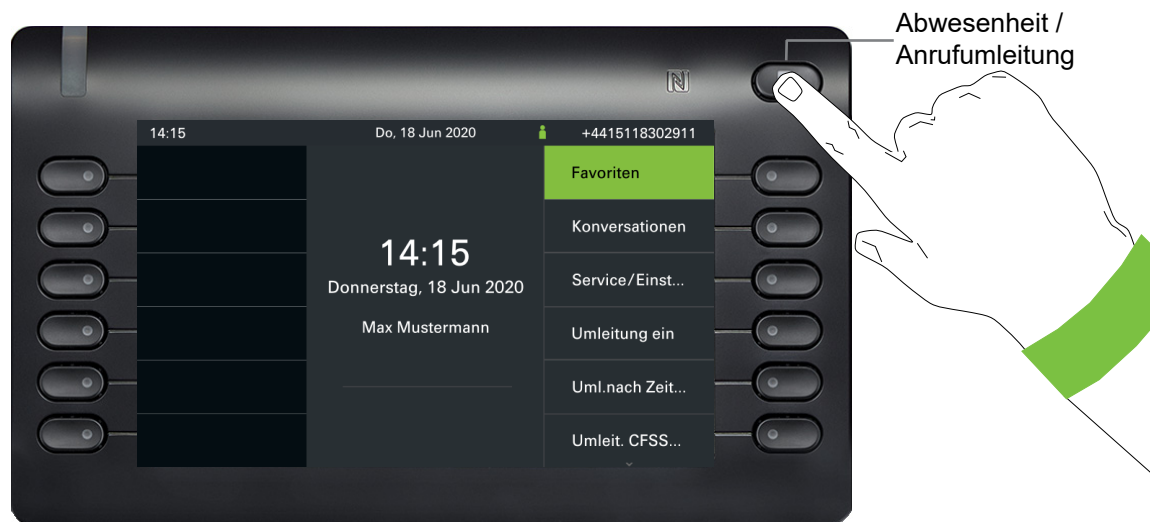 Abwesenheit /
Anrufumleitung
14:15
Do, 18 Jun 2020
+4415118302911
Favoriten
Konversationen
14:15
Donnerstag, 18 Jun 2020
Service/Einst...
Max Mustermann
Umleitung ein
Uml.nach Zeit...
Umleit. CFSS...